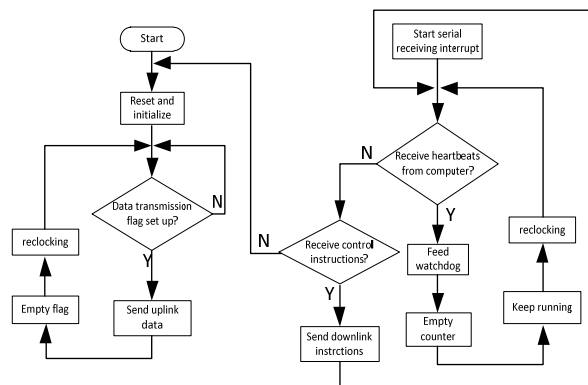 Start
Reset and
initialize
N
Data transmission
flag set up?
Y
reclocking
Empty flag
Send uplink
data
Start serial
receiving interrupt
N
Receive heartbeats
from computer?
Y
N
Receive control
instructions?
Y
Feed
watchdog
reclocking
Empty
counter
Keep running
Send downlink
instrctions